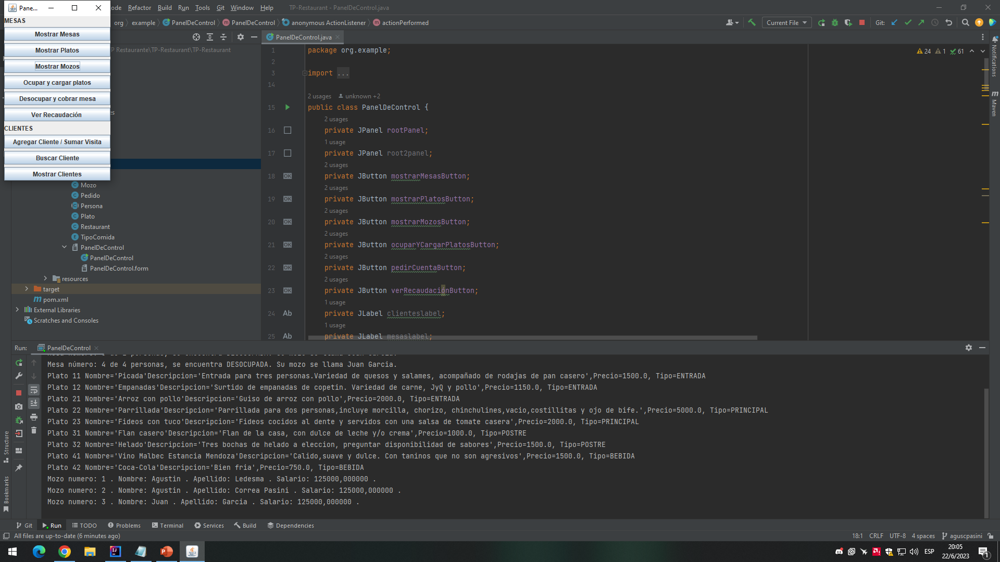 Pane...
ode Refactor Build Run Tools Git Window Help TP-Restaurant - PanelDeControl.java
org example PanelDeControl PanelDeControl anonymous ActionListener actionPerformed
Current File
Git:
MESAS
Mostrar Mesas
Mostrar Platos
Mostrar Mozos
Ocupar y cargar platos
Desocupar y cobrar mesa
Ver Recaudación
CLIENTES
Agregar Cliente / Sumar Visita
Buscar Cliente
Mostrar Clientes
P Restaurante\TP-Restaurant\TP-Restaurant
es
Mozo
Pedido
Persona
Plato
Restaurant
TipoComida
PanelDeControl
PanelDeControl
PanelDeControl.form
resources
target
pom.xml
External Libraries
Scratches and Consoles
PanelDeControl.java
24 1 61
1 package org.example;
2
3 import ...
14
2 usages unknown +2
15 public class PanelDeControl {
2 usages
16 private JPanel rootPanel;
1 usage
17 private JPanel root2panel;
2 usages
18 OK private JButton mostrarMesasButton;
2 usages
19 OK private JButton mostrarPlatosButton;
2 usages
20 OK private JButton mostrarMozosButton;
2 usages
21 OK private JButton ocuparYCargarPlatosButton;
2 usages
22 OK private JButton pedirCuentaButton;
2 usages
23 OK private JButton verRecaudaciónButton;
1 usage
24 Ab private JLabel clienteslabel;
1 usage
25 Ab private JLabel mesaslabel;
Notifications
Maven
Run: PanelDeControl
Mesa número: 4 de 4 personas, se encuentra DESOCUPADA. Su mozo se llama Juan Garcia.
Plato 11 Nombre='Picada'Descripcion='Entrada para tres personas.Variedad de quesos y salames, acompañado de rodajas de pan casero',Precio=1500.0, Tipo=ENTRADA
Plato 12 Nombre='Empanadas'Descripcion='Surtido de empanadas de copetin. Variedad de carne, JyQ y pollo',Precio=1150.0, Tipo=ENTRADA
Plato 21 Nombre='Arroz con pollo'Descripcion='Guiso de arroz con pollo',Precio=2000.0, Tipo=ENTRADA
Plato 22 Nombre='Parrillada'Descripcion='Parrillada para dos personas,incluye morcilla, chorizo, chinchulines,vacio,costillitas y ojo de bife.',Precio=5000.0, Tipo=PRINCIPAL
Plato 23 Nombre='Fideos con tuco'Descripcion='Fideos cocidos al dente y servidos con una salsa de tomate casera',Precio=2000.0, Tipo=PRINCIPAL
Plato 31 Nombre='Flan casero'Descripcion='Flan de la casa, con dulce de leche y/o crema',Precio=1000.0, Tipo=POSTRE
Plato 32 Nombre='Helado'Descripcion='Tres bochas de helado a eleccion, preguntar disponibilidad de sabores',Precio=1500.0, Tipo=POSTRE
Plato 41 Nombre='Vino Malbec Estancia Mendoza'Descripcion='Calido,suave y dulce. Con taninos que no son agresivos',Precio=1500.0, Tipo=BEBIDA
Plato 42 Nombre='Coca-Cola'Descripcion='Bien fria',Precio=750.0, Tipo=BEBIDA
Mozo numero: 1 . Nombre: Agustin . Apellido: Ledesma . Salario: 125000,000000 .
Mozo numero: 2 . Nombre: Agustin . Apellido: Correa Pasini . Salario: 125000,000000 .
Mozo numero: 3 . Nombre: Juan . Apellido: Garcia . Salario: 125000,000000 .
Structure
Bookmarks
Git Run TODO Problems Terminal Services Build Dependencies
All files are up-to-date (6 minutes ago)
18:1 CRLF UTF-8 4 spaces aguscpasini
ESP
20:05
22/6/2023
1